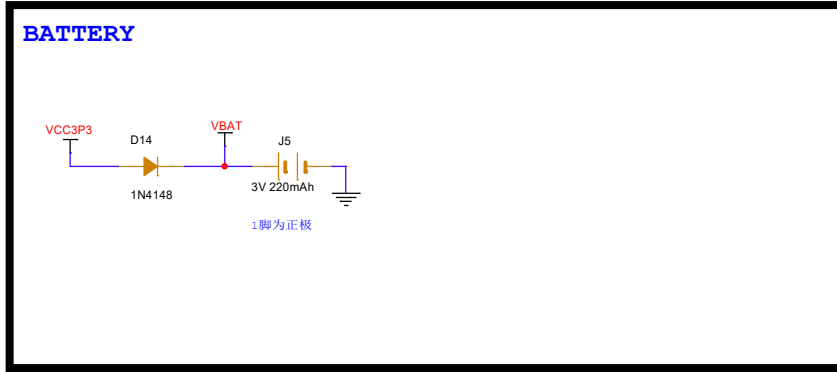 BATTERY
VCC3P3
D14
VBAT
J5
1N4148
3V 220mAh
1脚为正极